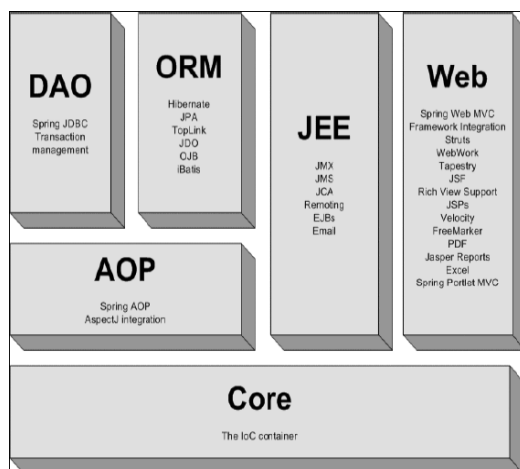 DAO
Spring JDBC
Transaction
management
ORM
Hibernate
JPA
TopLink
JDO
OJB
iBatis
JEE
JMX
JMS
JCA
Remoting
EJBs
Email
Web
Spring Web MVC
Framework Integration
Struts
WebWork
Tapestry
JSF
Rich View Support
JSPs
Velocity
FreeMarker
PDF
Jasper Reports
Excel
Spring Portlet MVC
AOP
Spring AOP
AspectJ integration
Core
The IoC container